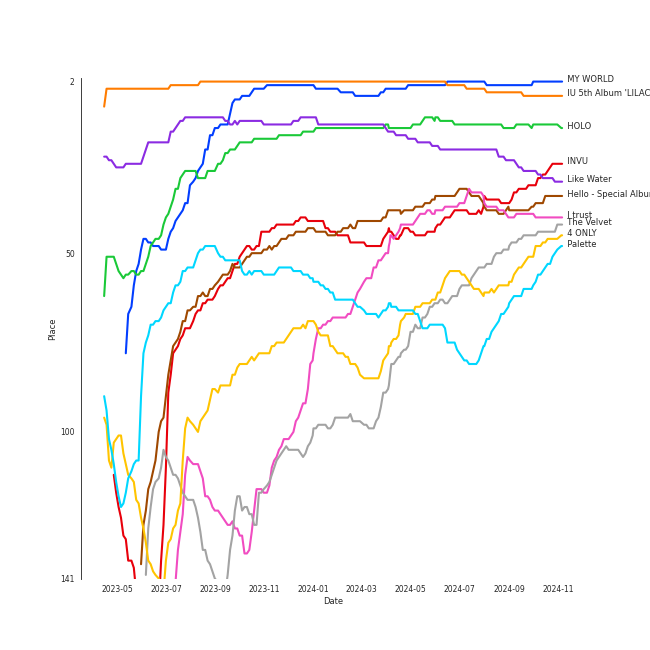 2
50
100
141
Place
2023-05 2023-07 2023-09 2023-11 2024-01 2024-03 2024-05 2024-07 2024-09 2024-11
Date
MY WORLD
IU 5th Album 'LILAC
HOLO
INVU
Like Water
Hello - Special Albu
I trust
The Velvet
4 ONLY
Palette